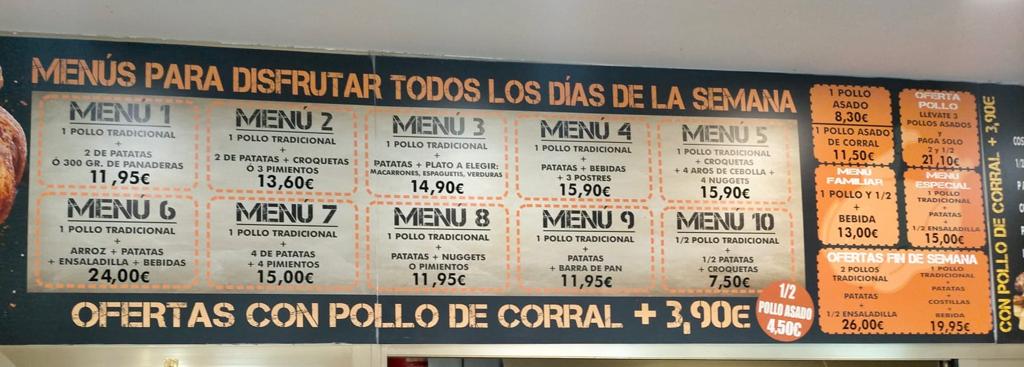 MENÚS PARA DISFRUTAR TODOS LOS DÍAS DE LA SEMANA
MENÚ 1
1 POLLO TRADICIONAL
+
2 DE PATATAS
Ó 300 GR. DE PANADERAS
11,95€
MENÚ 2
1 POLLO TRADICIONAL
+
2 DE PATATAS + CROQUETAS
Ó 3 PIMIENTOS
13,60€
MENÚ 3
1 POLLO TRADICIONAL
+
PATATAS + PLATO A ELEGIR:
MACARRONES, ESPAGUETIS, VERDURAS
14,90€
MENÚ 4
1 POLLO TRADICIONAL
+
PATATAS + BEBIDAS
+ 3 POSTRES
15,90€
MENÚ 5
1 POLLO TRADICIONAL
+ CROQUETAS
+ 4 AROS DE CEBOLLA +
4 NUGGETS
15,90€
MENÚ 6
1 POLLO TRADICIONAL
+
ARROZ + PATATAS
+ ENSALADILLA + BEBIDAS
24,00€
MENÚ 7
1 POLLO TRADICIONAL
+
4 DE PATATAS
+ 4 PIMIENTOS
15,00€
MENÚ 8
1 POLLO TRADICIONAL
+
PATATAS + NUGGETS
O PIMIENTOS
11,95€
MENÚ 9
1 POLLO TRADICIONAL
+
PATATAS
+ BARRA DE PAN
11,95€
MENÚ 10
1/2 POLLO TRADICIONAL
+
1/2 PATATAS
+ CROQUETAS
7,50€
OFERTAS CON POLLO DE CORRAL + 3,90€
1/2
POLLO ASADO
4,50€
1 POLLO
ASADO
8,30€
1 POLLO ASADO
DE CORRAL
11,50€
OFERTA
POLLO
LLEVATE 3
POLLOS ASADOS
Y
PAGA SOLO
2 y 1/2
21,10€
MENÚ
FAMILIAR
1 POLLO Y 1/2
+
BEBIDA
13,00€
MENÚ
ESPECIAL
1 POLLO
TRADICIONAL
+
PATATAS
+
1/2 ENSALADILLA
15,00€
OFERTAS FIN DE SEMANA
2 POLLOS
TRADICIONAL
+
PATATAS
+
1/2 ENSALADILLA
26,00€
1 POLLO
TRADICIONAL
+
PATATAS
+
COSTILLAS
+
BEBIDA
19,95€
CON POLLO DE CORRAL + 3,90€